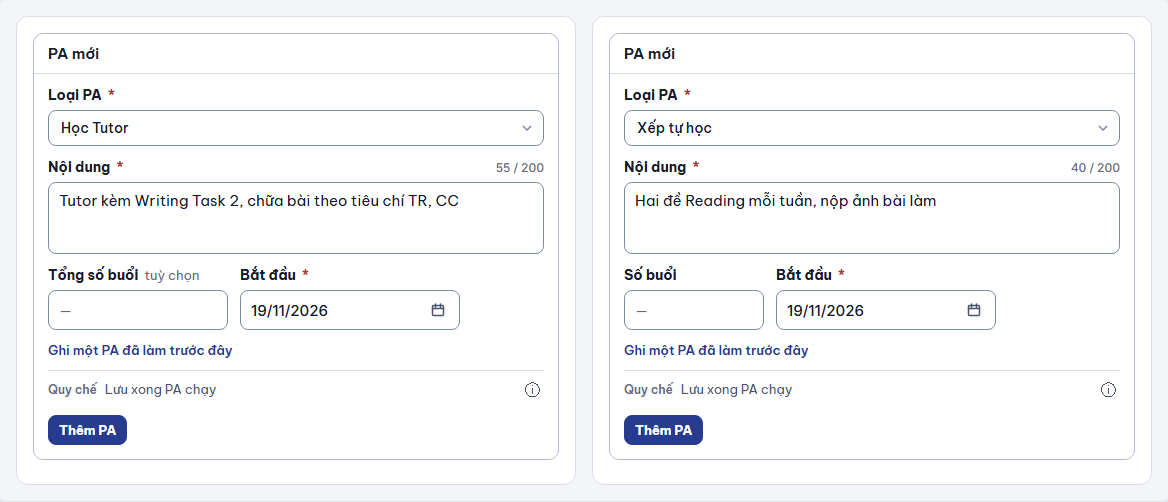 PA mới
Loại PA *
Học Tutor
Nội dung * 55 / 200
Tutor kèm Writing Task 2, chữa bài theo tiêu chí TR, CC
Tổng số buổi tuỳ chọn Bắt đầu *
— 19/11/2026
Ghi một PA đã làm trước đây
Quy chế Lưu xong PA chạy
Thêm PA
PA mới
Loại PA *
Xếp tự học
Nội dung * 40 / 200
Hai đề Reading mỗi tuần, nộp ảnh bài làm
Số buổi Bắt đầu *
— 19/11/2026
Ghi một PA đã làm trước đây
Quy chế Lưu xong PA chạy
Thêm PA